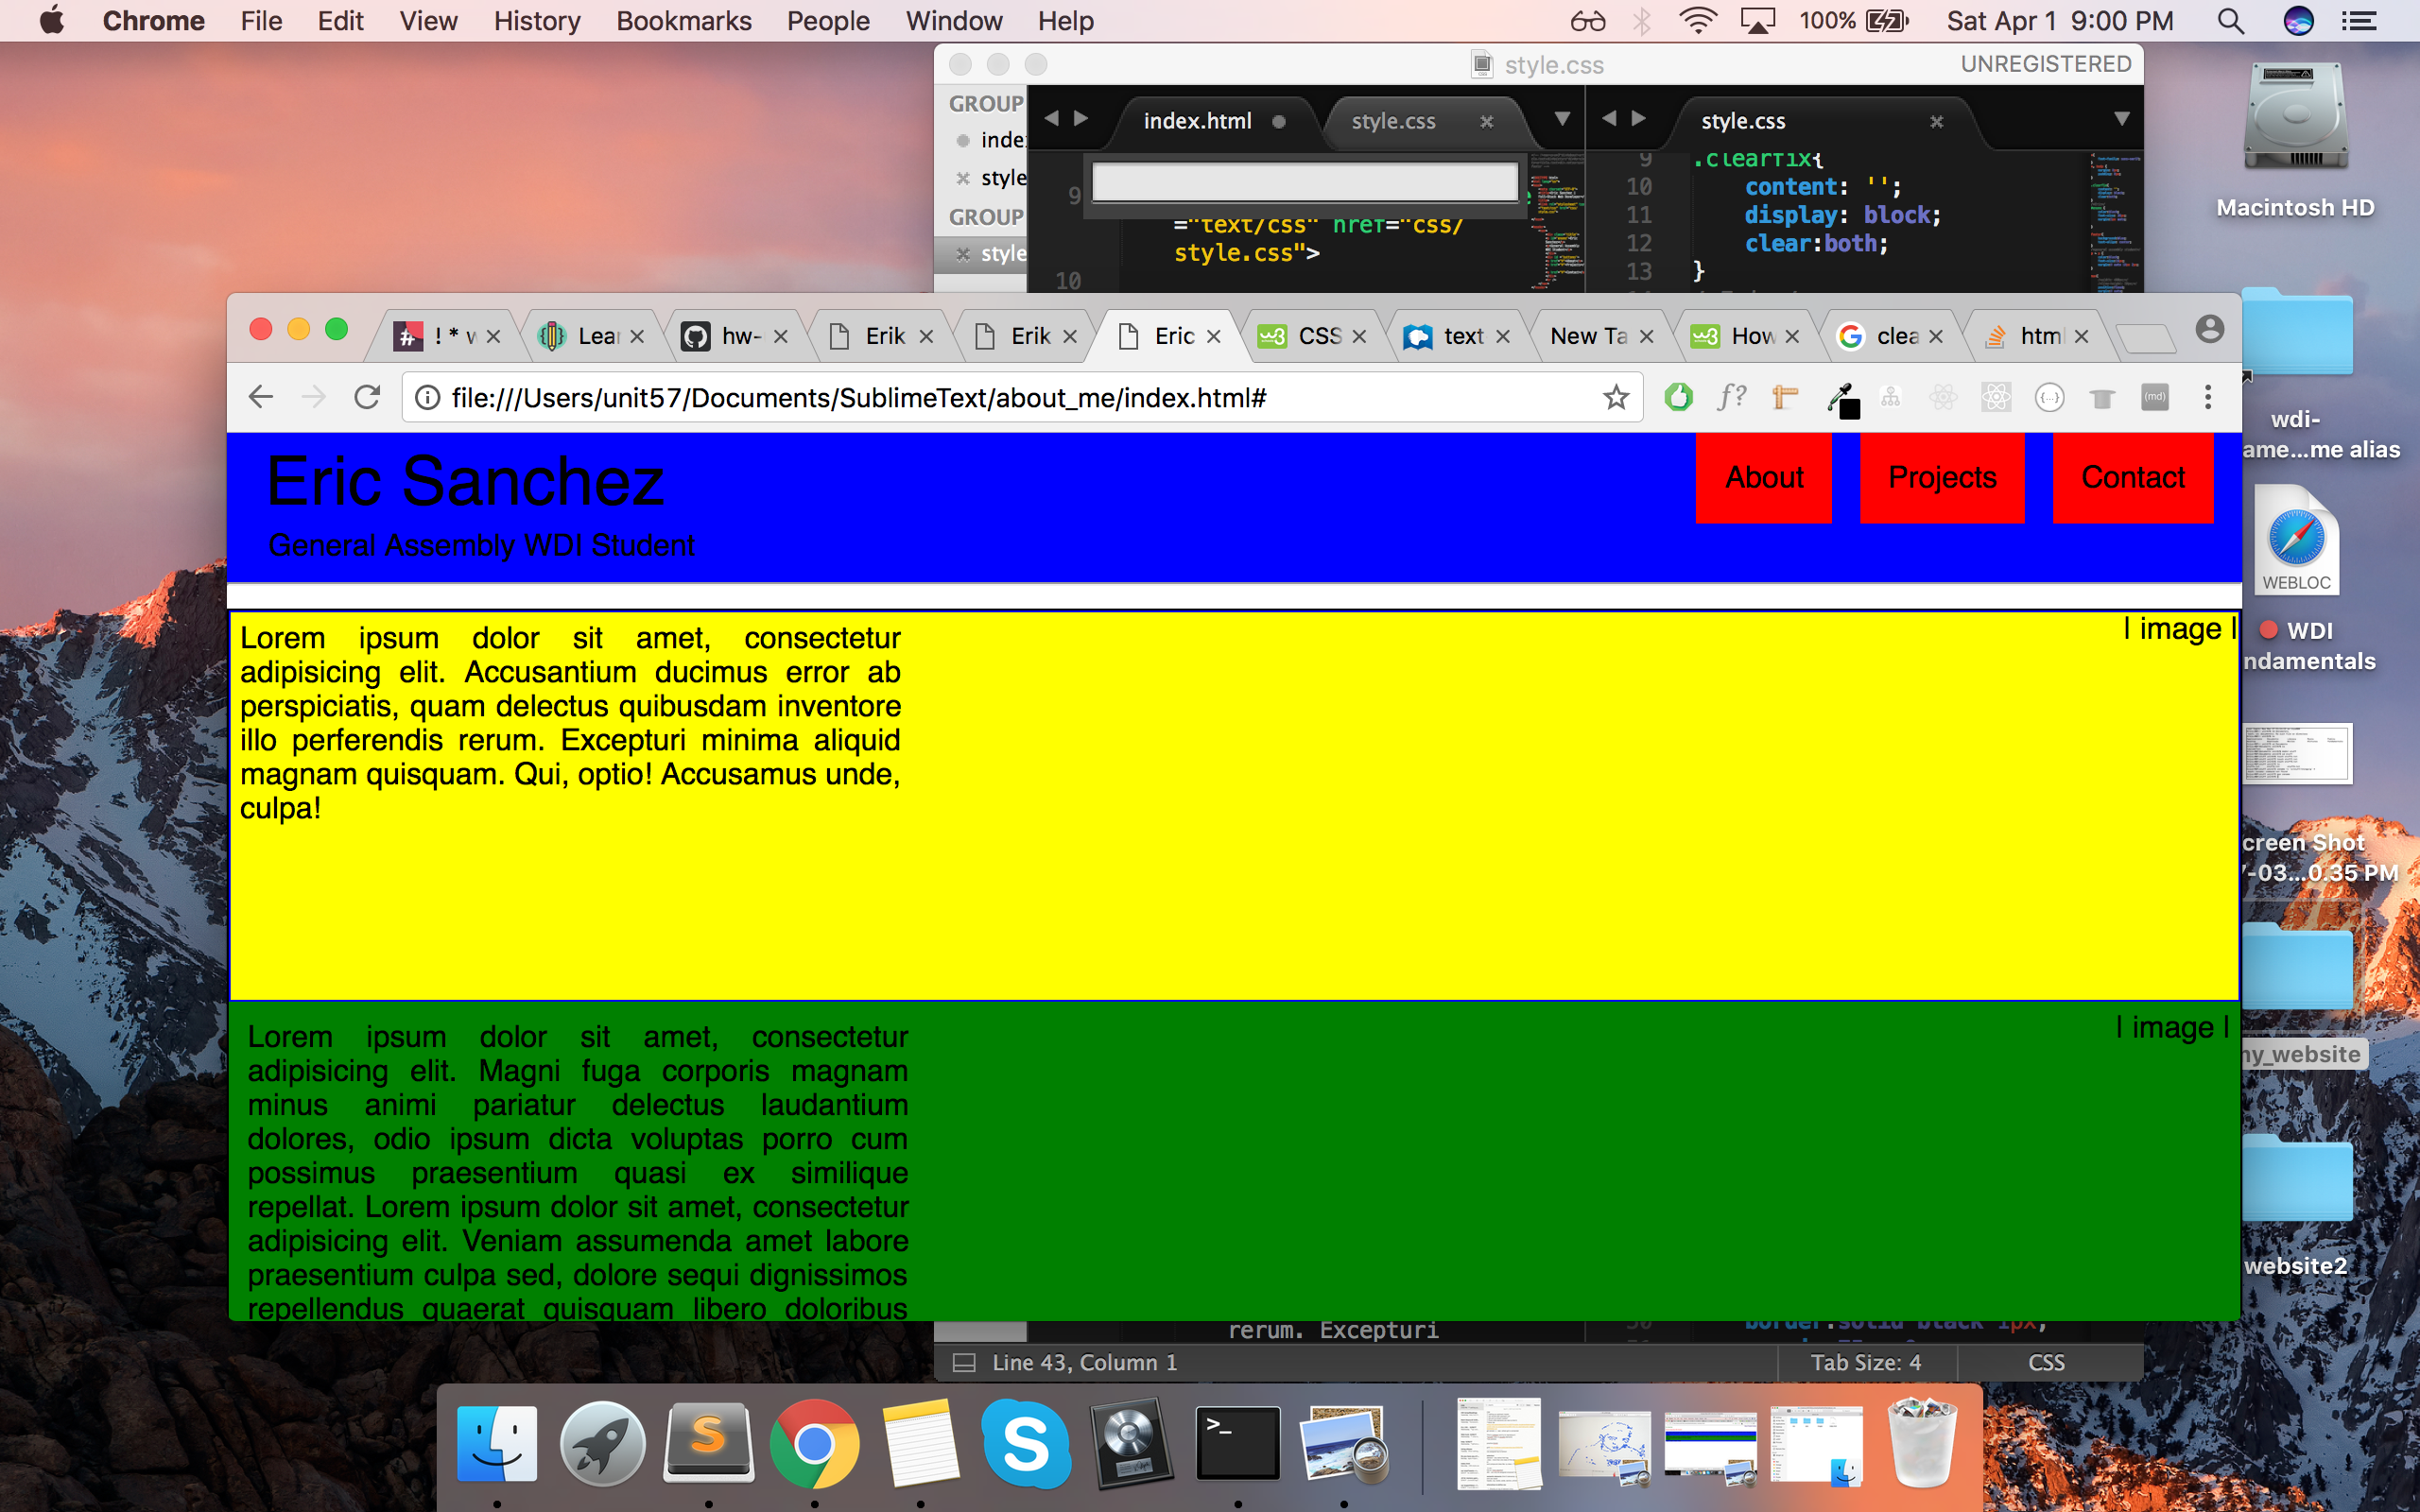 Chrome File Edit View History Bookmarks People Window Help 100% Sat Apr 1 9:00 PM
style.css UNREGISTERED
GROUP
index.html style.css style.css
style
GROUP
style
9
="text/css" href="css/
style.css">
10
9 .clearfix{
10 content: '';
11 display: block;
12 clear:both;
13 }
Macintosh HD
! * w Lear hw- Erik Erik Eric CSS text New Ta How clea html
file:///Users/unit57/Documents/SublimeText/about_me/index.html#
wdi-
ame...me alias
WEBLOC
WDI
ndamentals
creen Shot
7-03...0.35 PM
ny_website
website2
Eric Sanchez
General Assembly WDI Student
About Projects Contact
Lorem ipsum dolor sit amet, consectetur
adipisicing elit. Accusantium ducimus error ab
perspiciatis, quam delectus quibusdam inventore
illo perferendis rerum. Excepturi minima aliquid
magnam quisquam. Qui, optio! Accusamus unde,
culpa!
| image |
Lorem ipsum dolor sit amet, consectetur
adipisicing elit. Magni fuga corporis magnam
minus animi pariatur delectus laudantium
dolores, odio ipsum dicta voluptas porro cum
possimus praesentium quasi ex similique
repellat. Lorem ipsum dolor sit amet, consectetur
adipisicing elit. Veniam assumenda amet labore
praesentium culpa sed, dolore sequi dignissimos
repellendus quaerat quisquam libero doloribus
| image |
rerum. Excepturi
border:solid black 1px;
Line 43, Column 1 Tab Size: 4 CSS